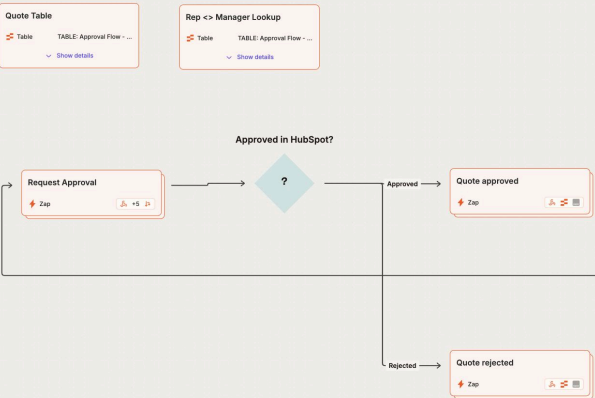 Quote Table
Table TABLE: Approval Flow - ...
Show details
Rep <> Manager Lookup
Table TABLE: Approval Flow - ...
Show details
Approved in HubSpot?
Request Approval
Zap +5
?
Approved
Quote approved
Zap
Rejected
Quote rejected
Zap